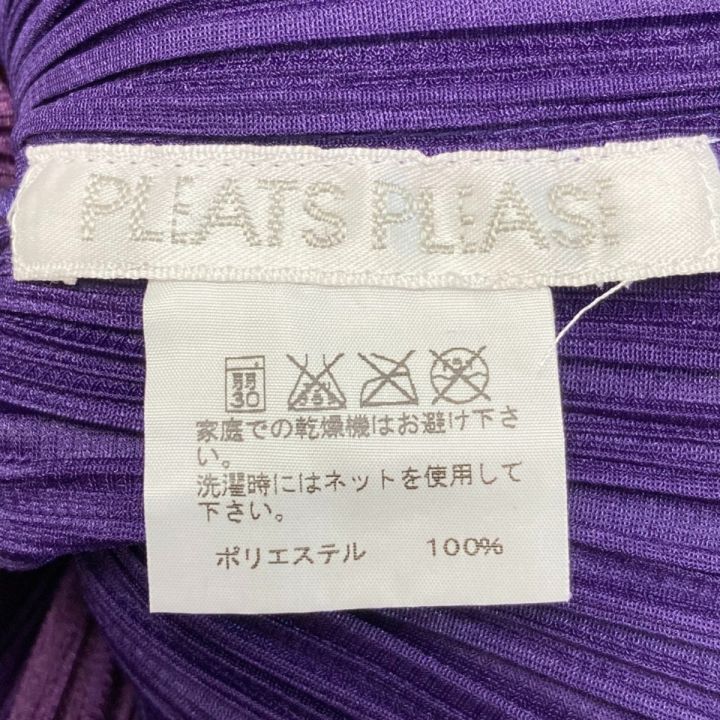 PLEATS PLEASE
弱
30
家庭での乾燥機はお避け下さ
い。
洗濯時にはネットを使用して
下さい。
ポリエステル 100%